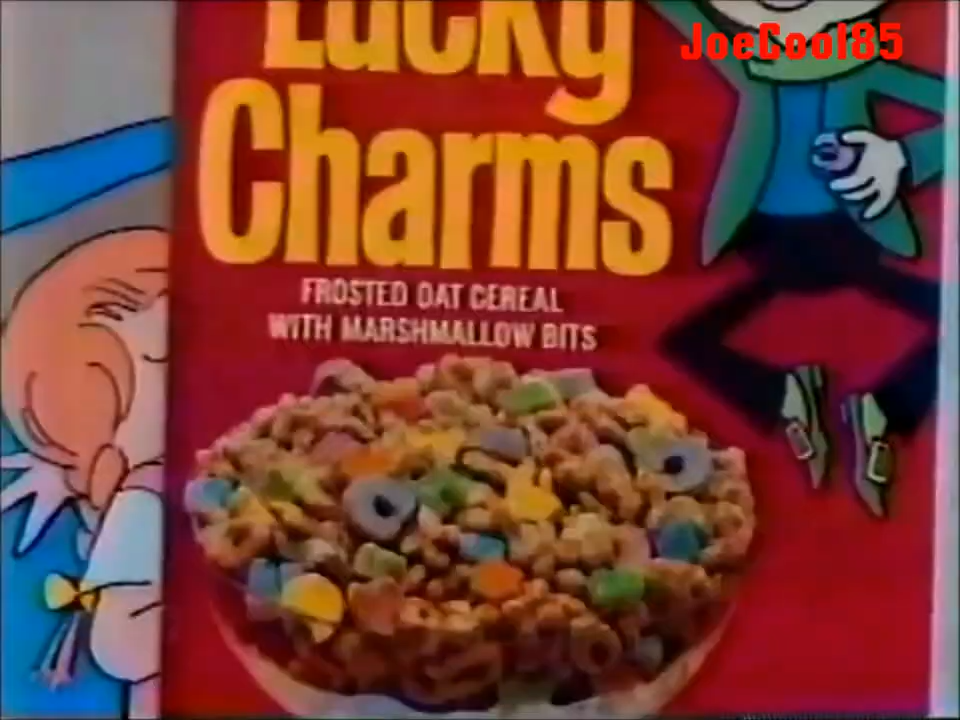 JoeCool85
Lucky
Charms
FROSTED OAT CEREAL
WITH MARSHMALLOW BITS